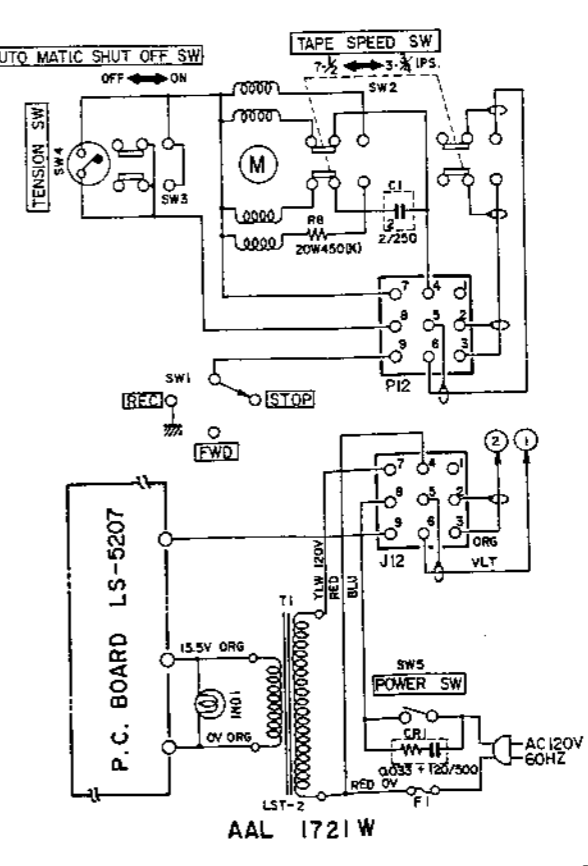 UTO MATIC SHUT OFF SW
OFF ON
TAPE SPEED SW
7-1/2 3-3/4 IPS.
SW2
TENSION SW
SW4
SW3
M
C1
2
2/250
R8
20W450(K)
7 4 1
8 5 2
9 6 3
P12
SW1
REC
STOP
FWD
2 1
7 4 1
8 5 2
9 6 3
J12
ORG
VLT
P.C. BOARD LS-5207
YLW 120V
RED
BLU
T1
15.5V ORG
IN01
0V ORG
LST-2
SW5
POWER SW
CR1
0.033 + 120/500
RED 0V
F1
AC120V
60HZ
AAL 1721W